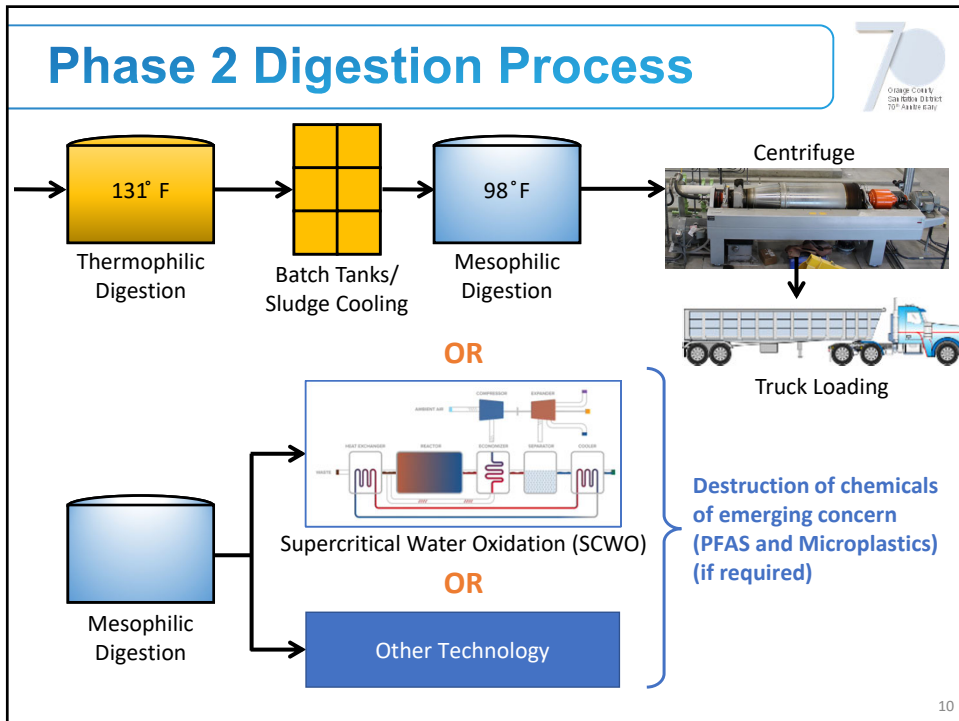 Phase 2 Digestion Process
70
Orange County
Sanitation District
70th Anniversary
131° F
Thermophilic
Digestion
Batch Tanks/
Sludge Cooling
98°F
Mesophilic
Digestion
Centrifuge
Truck Loading
OR
COMPRESSION
EXPANDER
AMBIENT AIR
HEAT EXCHANGER
REACTOR
ECONOMIZER
SEPARATOR
COOLER
WASTE
Supercritical Water Oxidation (SCWO)
OR
Mesophilic
Digestion
Other Technology
Destruction of chemicals
of emerging concern
(PFAS and Microplastics)
(if required)
10